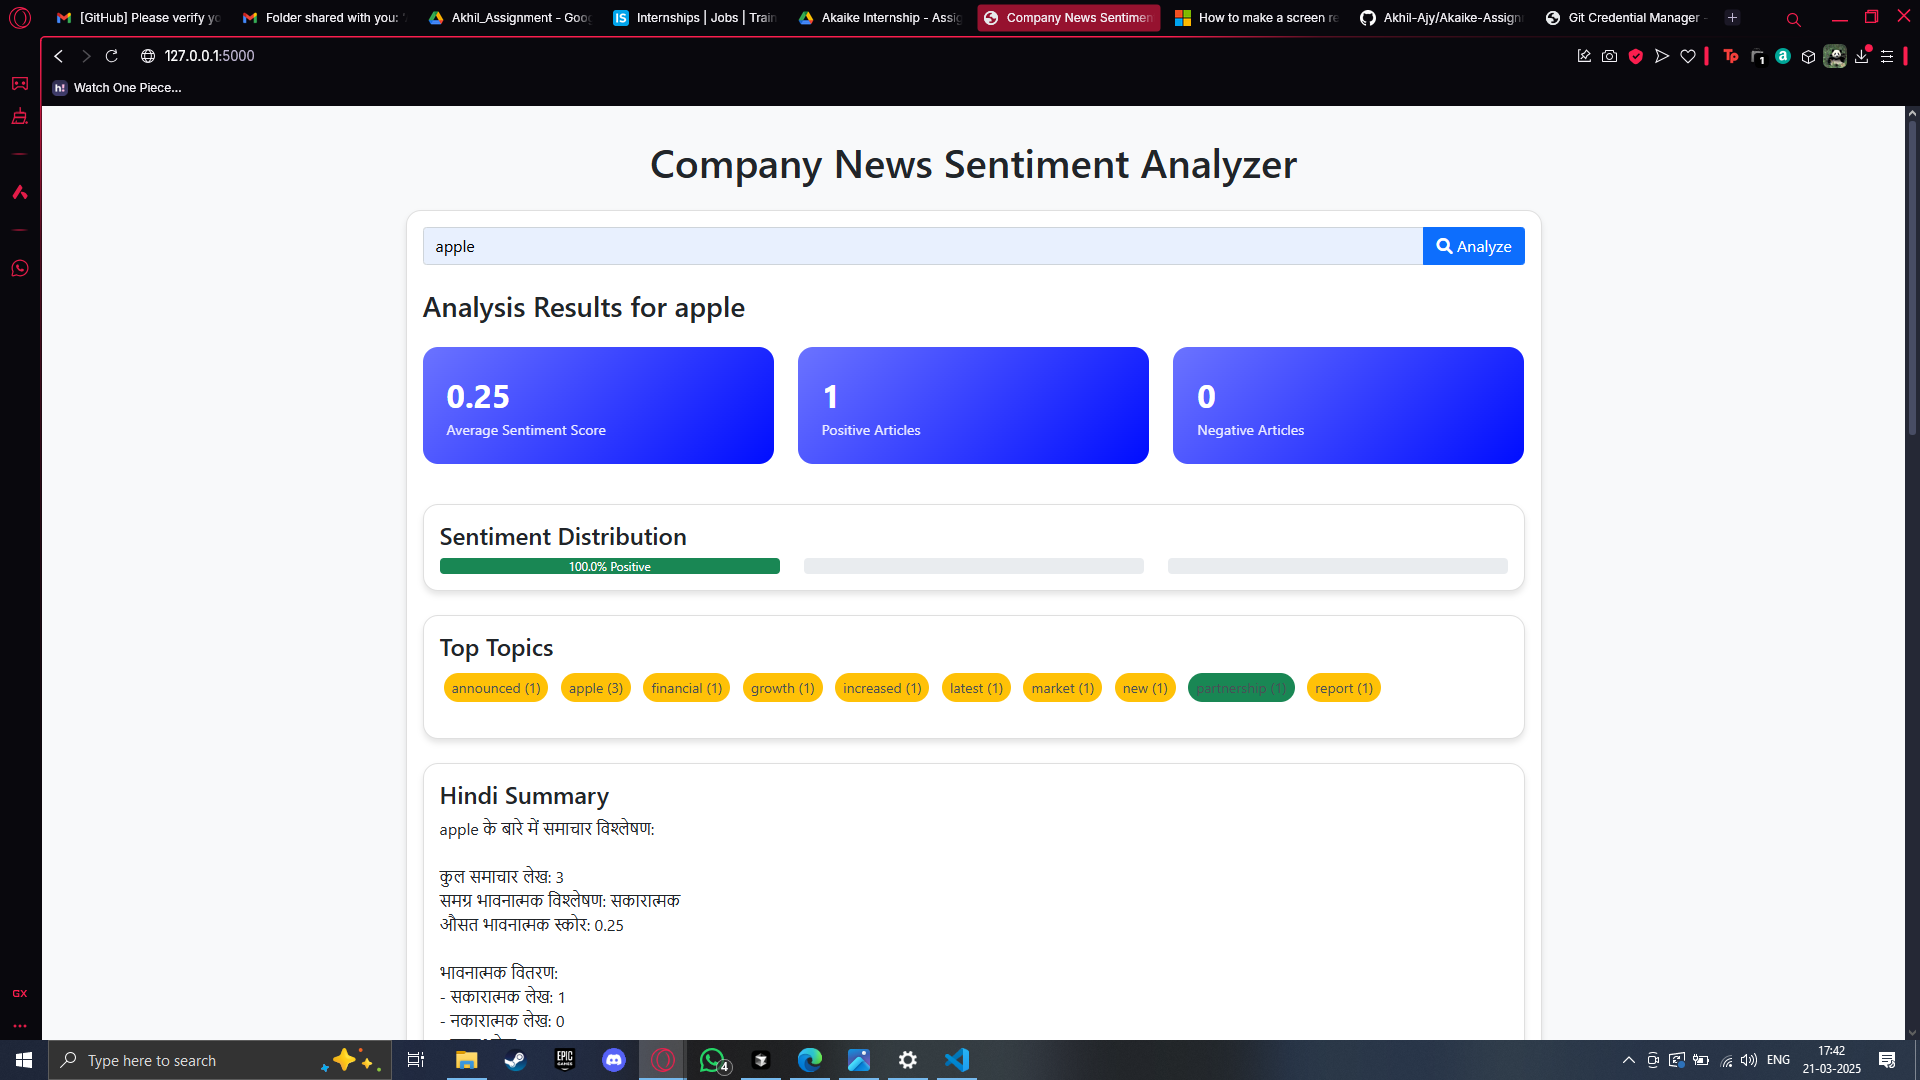 [GitHub] Please verify yo
Folder shared with you: "
Akhil_Assignment - Goo
Internships | Jobs | Train
Akaike Internship - Assig
Company News Sentimen
How to make a screen re
Akhil-Ajy/Akaike-Assign
Git Credential Manager -
127.0.0.1:5000
Watch One Piece...
Company News Sentiment Analyzer
apple
Analyze
Analysis Results for apple
0.25
Average Sentiment Score
1
Positive Articles
0
Negative Articles
Sentiment Distribution
100.0% Positive
Top Topics
announced (1)
apple (3)
financial (1)
growth (1)
increased (1)
latest (1)
market (1)
new (1)
partnership (1)
report (1)
Hindi Summary
apple के बारे में समाचार विश्लेषण:
कुल समाचार लेख: 3
समग्र भावनात्मक विश्लेषण: सकारात्मक
औसत भावनात्मक स्कोर: 0.25
भावनात्मक वितरण:
- सकारात्मक लेख: 1
- नकारात्मक लेख: 0
GX
Type here to search
EPIC GAMES
4
ENG
17:42
21-03-2025